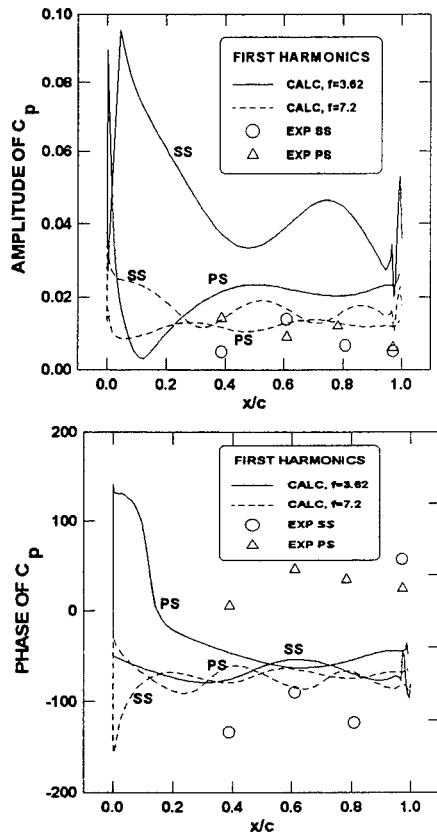 0.10
0.08
0.06
0.04
0.02
0.00
AMPLITUDE OF Cp
FIRST HARMONICS
CALC, f=3.62
CALC, f=7.2
EXP SS
EXP PS
SS
SS
PS
PS
0.0 0.2 0.4 0.6 0.8 1.0
x/c
200
100
0
-100
-200
PHASE OF Cp
FIRST HARMONICS
CALC, f=3.62
CALC, f=7.2
EXP SS
EXP PS
PS
SS
PS
SS
0.0 0.2 0.4 0.6 0.8 1.0
x/c